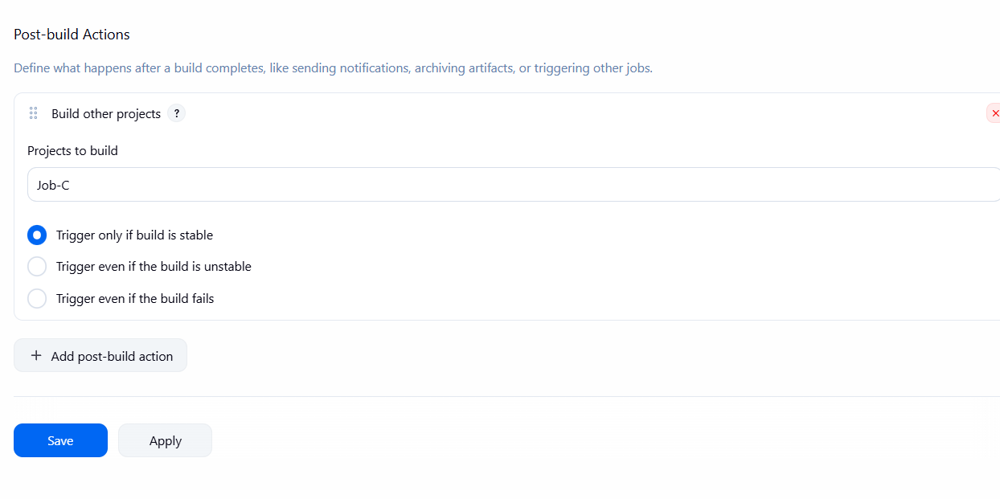 Post-build Actions
Define what happens after a build completes, like sending notifications, archiving artifacts, or triggering other jobs.
Build other projects ?
Projects to build
Job-C
Trigger only if build is stable
Trigger even if the build is unstable
Trigger even if the build fails
+ Add post-build action
Save Apply